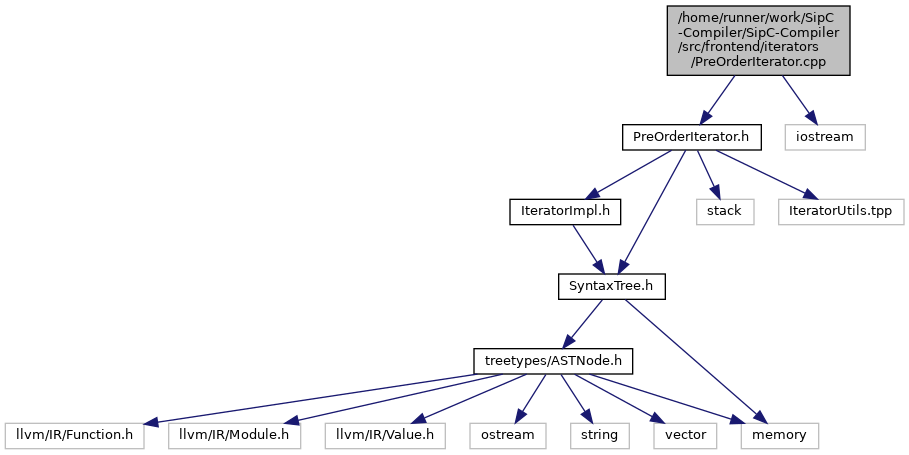 /home/runner/work/SipC
-Compiler/SipC-Compiler
/src/frontend/iterators
/PreOrderIterator.cpp
PreOrderIterator.h
iostream
IteratorImpl.h
stack
IteratorUtils.tpp
SyntaxTree.h
treetypes/ASTNode.h
llvm/IR/Function.h
llvm/IR/Module.h
llvm/IR/Value.h
ostream
string
vector
memory